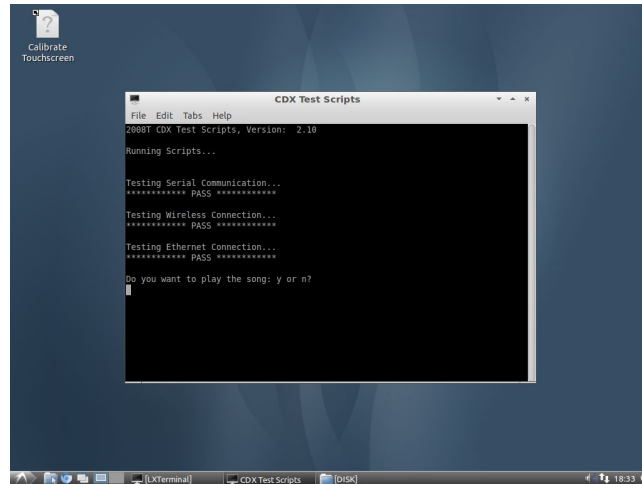 Calibrate
Touchscreen
CDX Test Scripts
File Edit Tabs Help
2008T CDX Test Scripts, Version:  2.10
Running Scripts...
Testing Serial Communication...
************ PASS ************
Testing Wireless Connection...
************ PASS ************
Testing Ethernet Connection...
************ PASS ************
Do you want to play the song: y or n?
[LXTerminal] CDX Test Scripts [DISK] 18:33